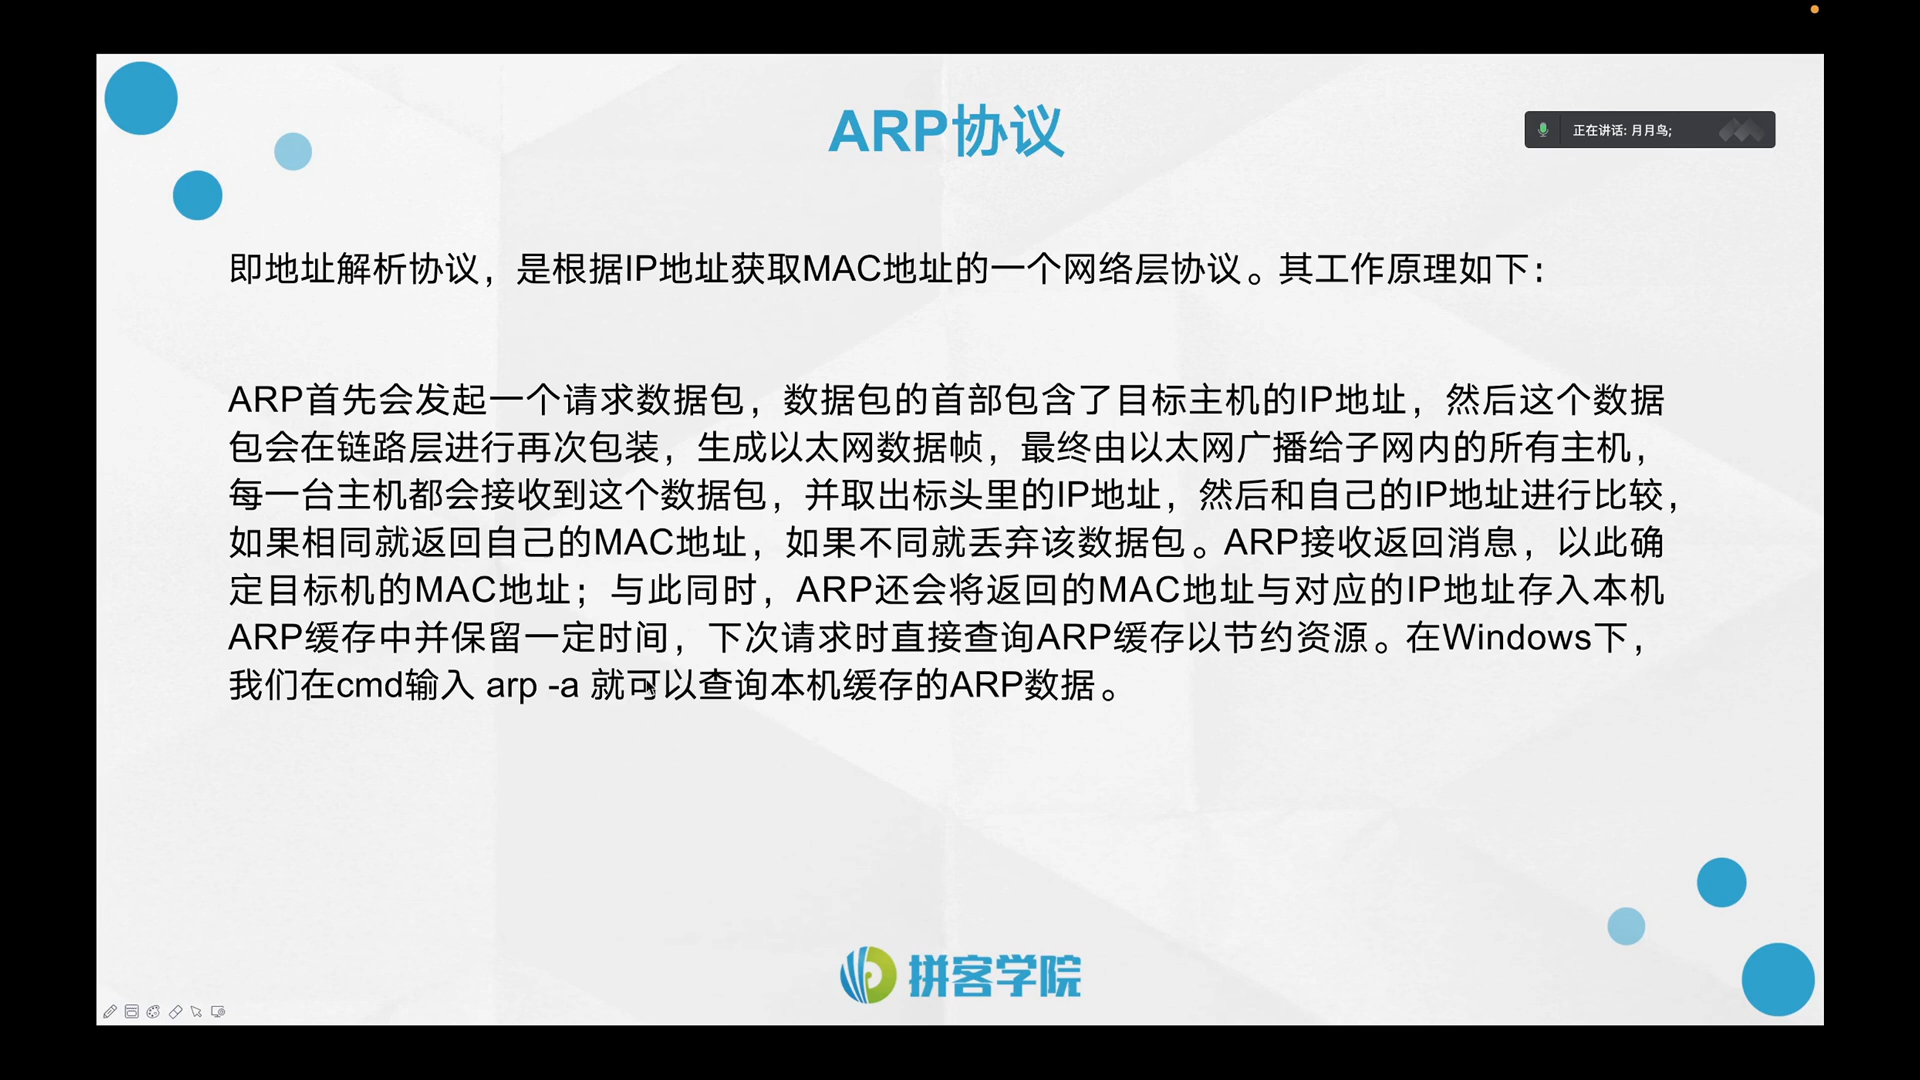 ARP协议
正在讲话: 月月鸟;
即地址解析协议，是根据IP地址获取MAC地址的一个网络层协议。其工作原理如下：
ARP首先会发起一个请求数据包，数据包的首部包含了目标主机的IP地址，然后这个数据
包会在链路层进行再次包装，生成以太网数据帧，最终由以太网广播给子网内的所有主机，
每一台主机都会接收到这个数据包，并取出标头里的IP地址，然后和自己的IP地址进行比较，
如果相同就返回自己的MAC地址，如果不同就丢弃该数据包。ARP接收返回消息，以此确
定目标机的MAC地址；与此同时，ARP还会将返回的MAC地址与对应的IP地址存入本机
ARP缓存中并保留一定时间，下次请求时直接查询ARP缓存以节约资源。在Windows下，
我们在cmd输入 arp -a 就可以查询本机缓存的ARP数据。
拼客学院